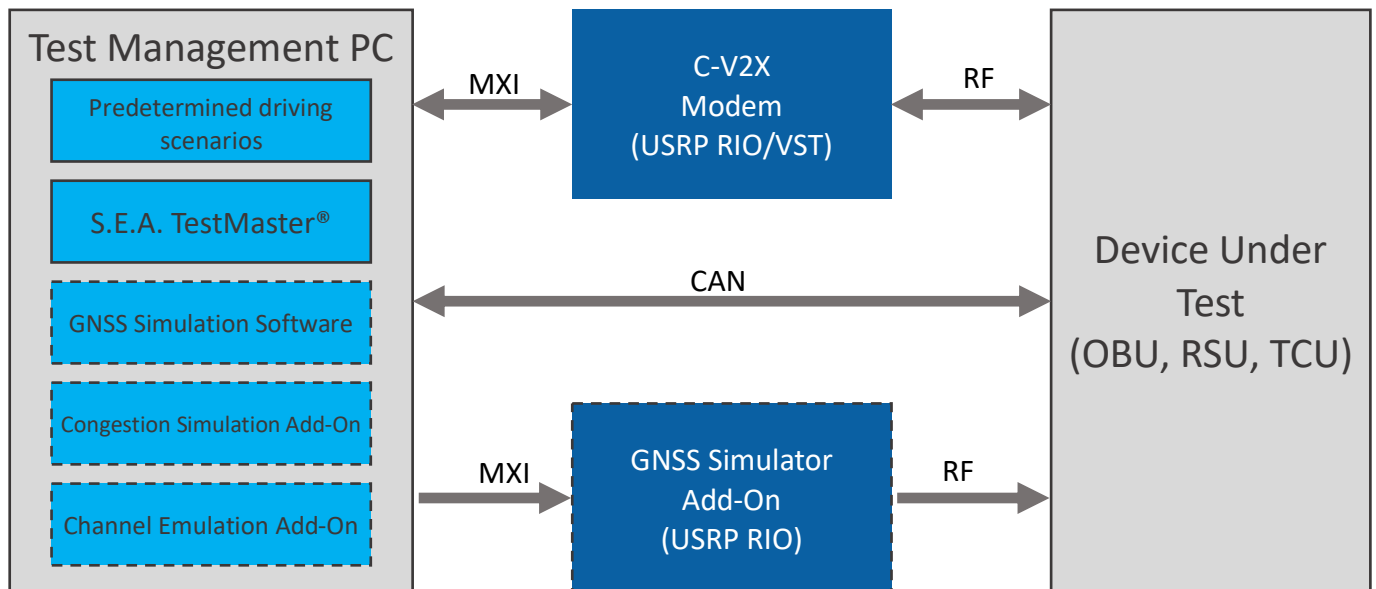 Test Management PC
Predetermined driving
scenarios
S.E.A. TestMaster®
GNSS Simulation Software
Congestion Simulation Add-On
Channel Emulation Add-On
MXI
C-V2X
Modem
(USRP RIO/VST)
RF
CAN
MXI
GNSS Simulator
Add-On
(USRP RIO)
RF
Device Under
Test
(OBU, RSU, TCU)